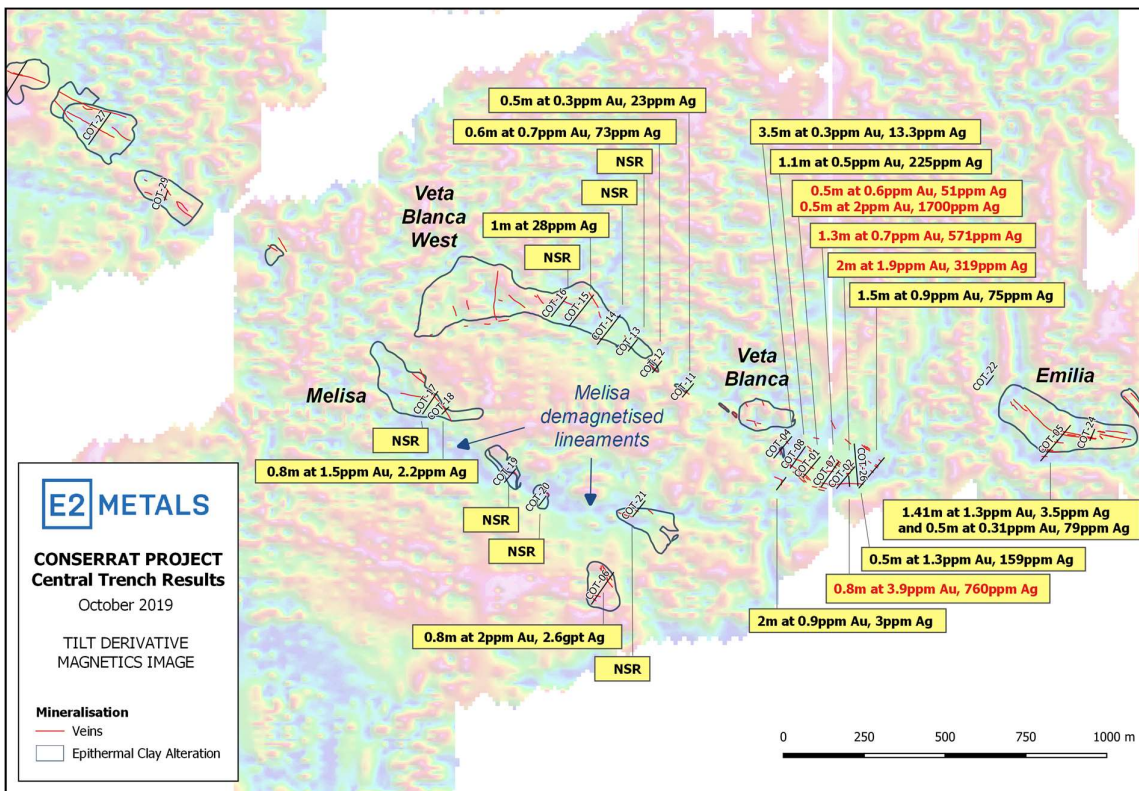 0.5m at 0.3ppm Au, 23ppm Ag
0.6m at 0.7ppm Au, 73ppm Ag
NSR
NSR
1m at 28ppm Ag
NSR
3.5m at 0.3ppm Au, 13.3ppm Ag
1.1m at 0.5ppm Au, 225ppm Ag
0.5m at 0.6ppm Au, 51ppm Ag
0.5m at 2ppm Au, 1700ppm Ag
1.3m at 0.7ppm Au, 571ppm Ag
2m at 1.9ppm Au, 319ppm Ag
1.5m at 0.9ppm Au, 75ppm Ag
COT-27
COT-29
Veta
Blanca
West
COT-16
COT-15
COT-14
COT-13
COT-12
COT-11
Melisa
COT-17
COT-18
Melisa
demagnetised
lineaments
Veta
Blanca
COT-22
Emilia
COT-05
COT-24
COT-04
COT-08
COT-01
COT-07
COT-02
COT-26
NSR
0.8m at 1.5ppm Au, 2.2ppm Ag
COT-19
COT-20
COT-21
NSR
NSR
COT-06
0.8m at 2ppm Au, 2.6gpt Ag
NSR
1.41m at 1.3ppm Au, 3.5ppm Ag
and 0.5m at 0.31ppm Au, 79ppm Ag
0.5m at 1.3ppm Au, 159ppm Ag
0.8m at 3.9ppm Au, 760ppm Ag
2m at 0.9ppm Au, 3ppm Ag
E2 METALS
CONSERRAT PROJECT
Central Trench Results
October 2019
TILT DERIVATIVE
MAGNETICS IMAGE
Mineralisation
Veins
Epithermal Clay Alteration
0 250 500 750 1000 m